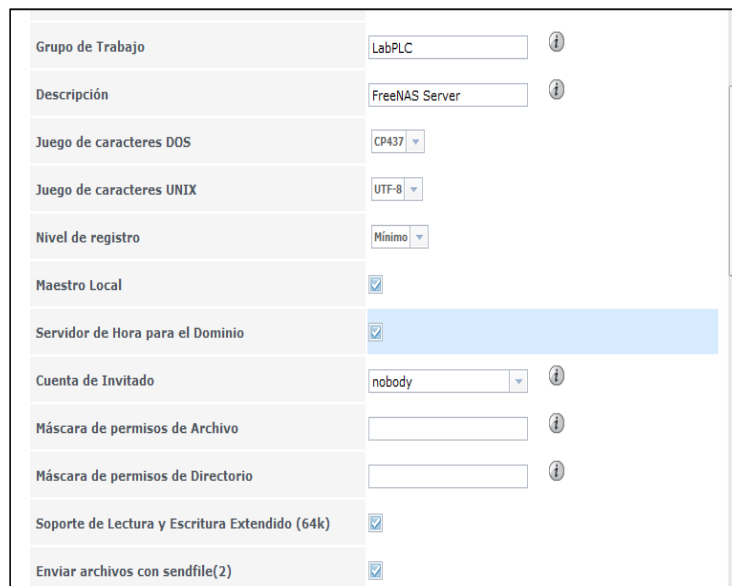 Grupo de Trabajo LabPLC
Descripción FreeNAS Server
Juego de caracteres DOS CP437
Juego de caracteres UNIX UTF-8
Nivel de registro Mínimo
Maestro Local
Servidor de Hora para el Dominio
Cuenta de Invitado nobody
Máscara de permisos de Archivo
Máscara de permisos de Directorio
Soporte de Lectura y Escritura Extendido (64k)
Enviar archivos con sendfile(2)